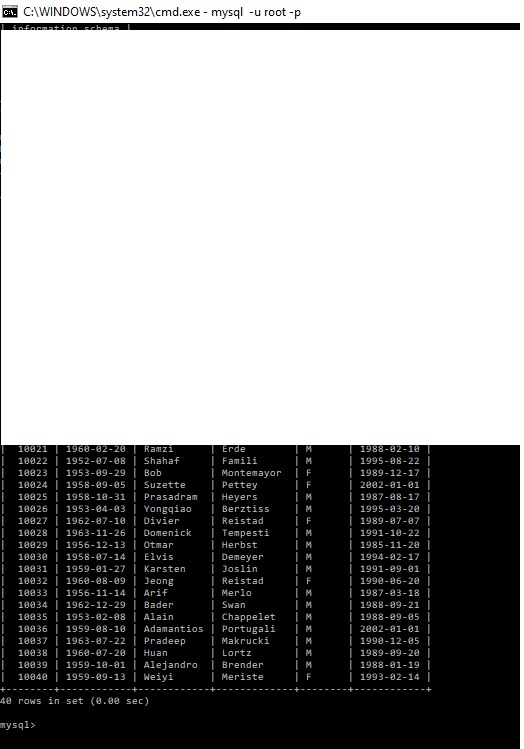 C:\WINDOWS\system32\cmd.exe - mysql -u root -p
| information_schema |
| 10021 | 1960-02-20 | Ramzi | Erde | M | 1988-02-10 |
| 10022 | 1952-07-08 | Shahaf | Famili | M | 1995-08-22 |
| 10023 | 1953-09-29 | Bob | Montemayor | F | 1989-12-17 |
| 10024 | 1958-09-05 | Suzette | Pettey | F | 2002-01-01 |
| 10025 | 1958-10-31 | Prasadram | Heyers | M | 1987-08-17 |
| 10026 | 1953-04-03 | Yongqiao | Berztiss | M | 1995-03-20 |
| 10027 | 1962-07-10 | Divier | Reistad | F | 1989-07-07 |
| 10028 | 1963-11-26 | Domenick | Tempesti | M | 1991-10-22 |
| 10029 | 1956-12-13 | Otmar | Herbst | M | 1985-11-20 |
| 10030 | 1958-07-14 | Elvis | Demeyer | M | 1994-02-17 |
| 10031 | 1959-01-27 | Karsten | Joslin | M | 1991-09-01 |
| 10032 | 1960-08-09 | Jeong | Reistad | F | 1990-06-20 |
| 10033 | 1956-11-14 | Arif | Merlo | M | 1987-03-18 |
| 10034 | 1962-12-29 | Bader | Swan | M | 1988-09-21 |
| 10035 | 1953-02-08 | Alain | Chappelet | M | 1988-09-05 |
| 10036 | 1959-08-10 | Adamantios | Portugali | M | 2002-01-01 |
| 10037 | 1963-07-22 | Pradeep | Makrucki | M | 1990-12-05 |
| 10038 | 1960-07-20 | Huan | Lortz | M | 1989-09-20 |
| 10039 | 1959-10-01 | Alejandro | Brender | M | 1988-01-19 |
| 10040 | 1959-09-13 | Weiyi | Meriste | F | 1993-02-14 |
+--------+------------+------------+-------------+--------+------------+
40 rows in set (0.00 sec)
mysql>